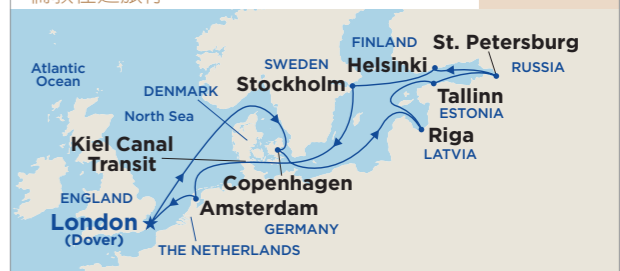 FINLAND
St. Petersburg
SWEDEN
Helsinki
RUSSIA
Atlantic
Ocean
DENMARK
Stockholm
Tallinn
ESTONIA
North Sea
Riga
LATVIA
Kiel Canal
Transit
Copenhagen
ENGLAND
Amsterdam
London
(Dover)
GERMANY
THE NETHERLANDS